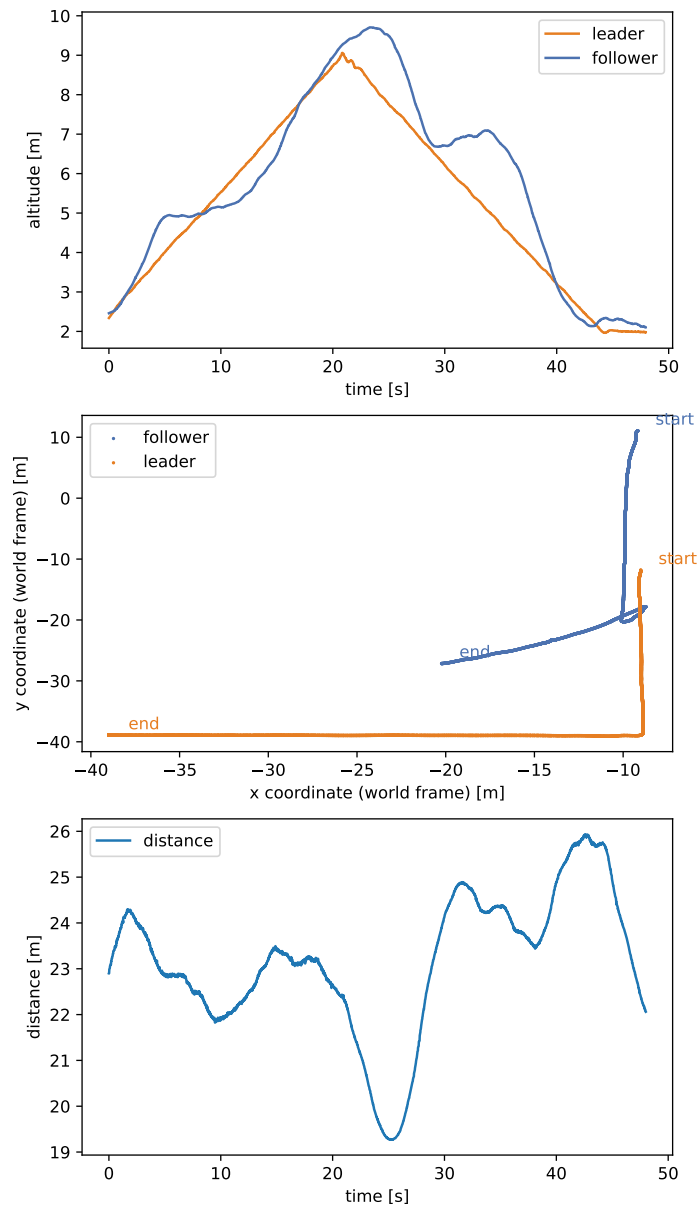 10
9
8
7
6
5
4
3
2
altitude [m]
leader
follower
0 10 20 30 40 50
time [s]
10
0
−10
−20
−30
−40
y coordinate (world frame) [m]
follower
leader
start
start
end
end
−40 −35 −30 −25 −20 −15 −10
x coordinate (world frame) [m]
26
25
24
23
22
21
20
19
distance [m]
distance
0 10 20 30 40 50
time [s]